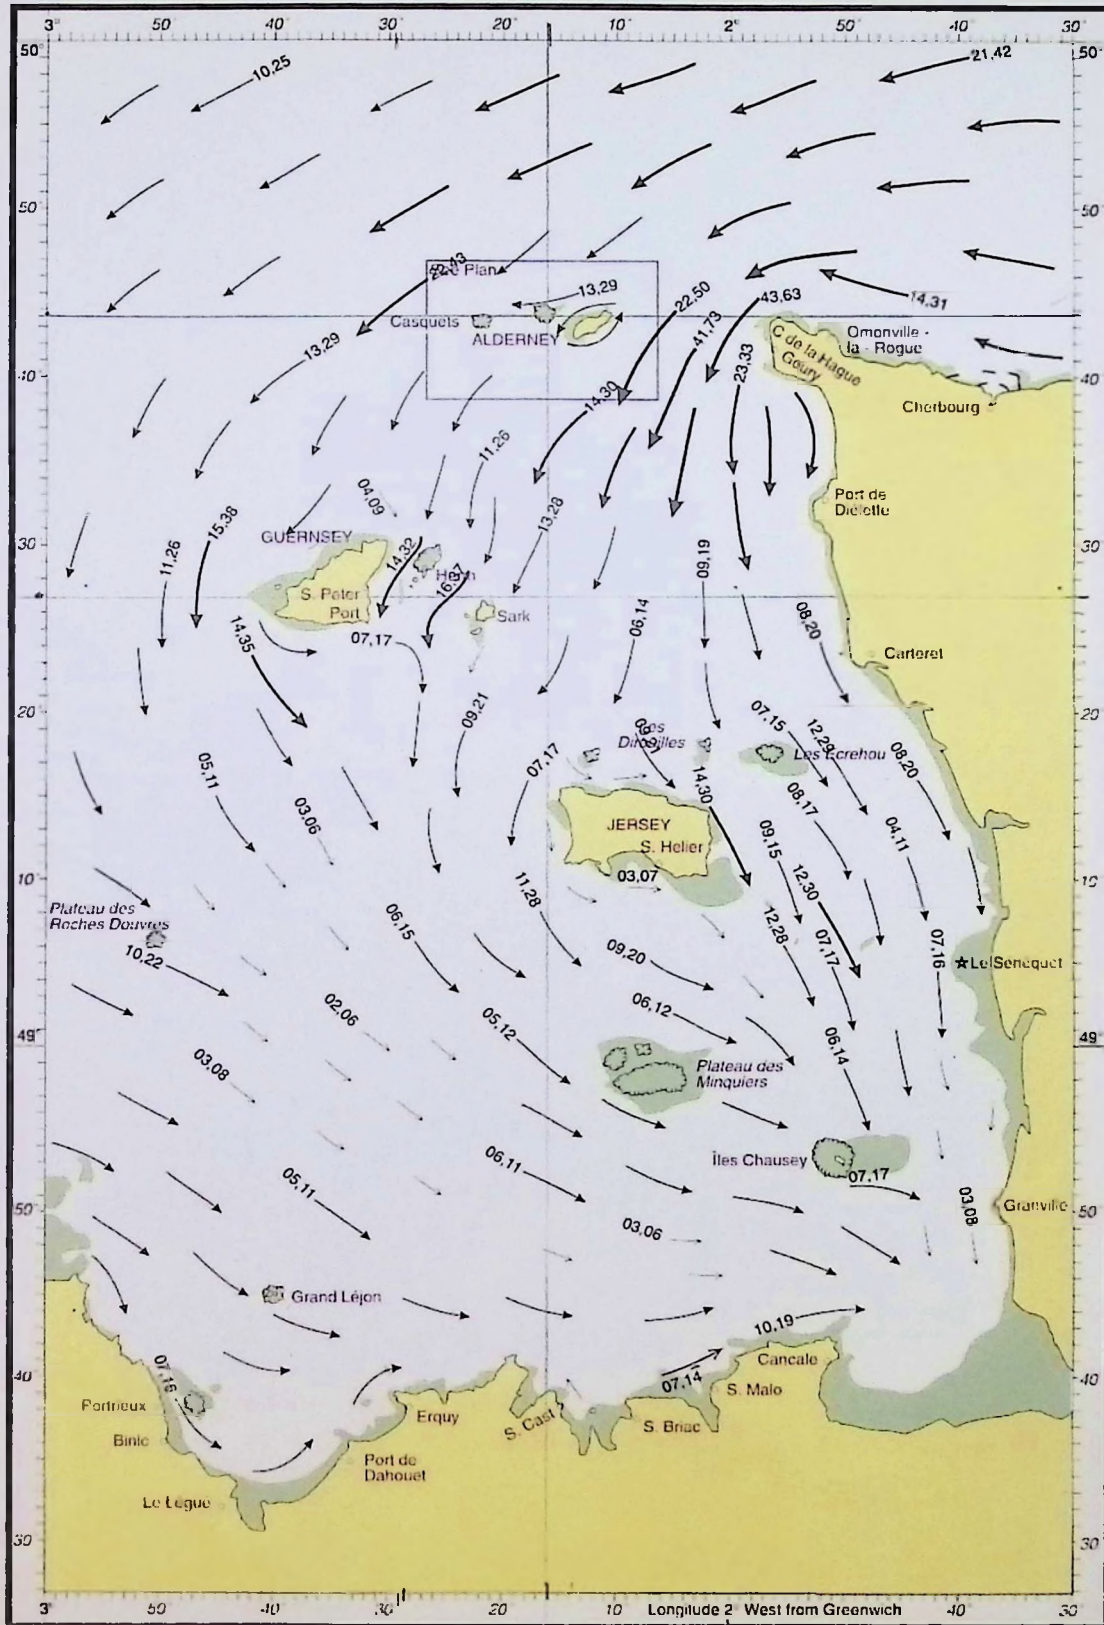 3°
50'
40'
30'
20'
10'
2°
50'
40'
30'
50°
50°
10,25
21,42
50'
50'
22,43
Plan
13,29
22,50
43,63
14,31
Casquets
ALDERNEY
41,73
C de la Hague
Goury
Omonville -
la - Rogue
13,29
23,33
40'
40'
14,30
Cherbourg
11,26
04,09
13,28
Port de
Dielette
15,38
GUERNSEY
30'
30'
11,26
14,32
Herm
09,19
S. Peter
Port
16,37
Sark
14,35
07,17
06,14
08,20
Carteret
20'
20'
09,21
07,15
12,29
Les Ecrehou
08,20
05,11
07,17
14,30
03,06
08,17
JERSEY
S. Helier
09,15
04,11
10'
10'
03,07
11,28
12,30
Plateau des
Roches Douvres
06,15
12,28
07,17
07,16
10,22
09,20
Le Senequet
02,06
06,12
05,12
49°
49°
06,14
03,08
Plateau des
Minquiers
06,11
Îles Chausey
07,17
05,11
03,08
50'
50'
Granville
03,06
Grand Léjon
10,19
07,16
Cancale
40'
40'
07,14
S. Malo
Portrieux
Erquy
S. Cast
S. Briac
Binic
Port de
Dahouet
Le Legue
30'
30'
3°
50'
40'
30'
20'
10'
Longitude 2° West from Greenwich
40'
30'